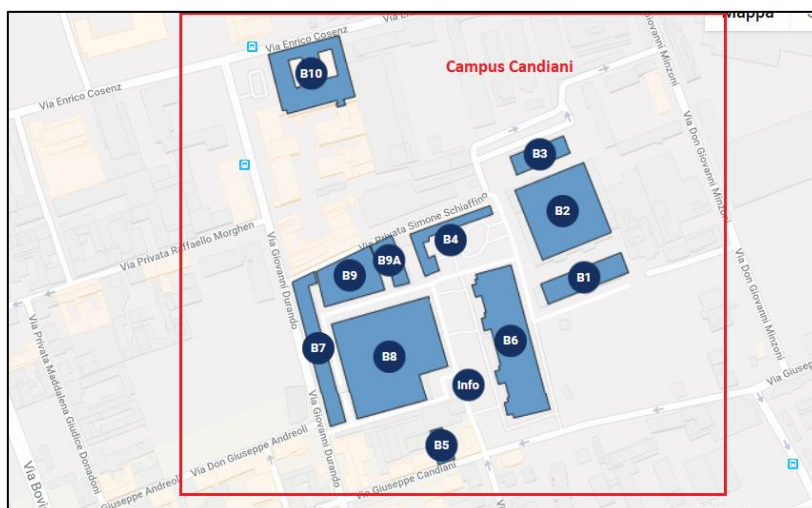 Mappa
Via Enrico Cosenz
Via Enrico Cosenz
B10
Campus Candiani
Via Don Giovanni Minzoni
B3
B2
Via Don Giovanni Minzoni
Via Privata Simone Schiaffino
B4
Via Privata Raffaello Morghen
Via Giovanni Durando
B9A
B9
B1
B6
B7
B8
Via Don Giovanni Minzoni
Via Privata Maddalena Giudice Donadoni
Info
Via Giovanni Durando
B5
Via Don Giuseppe Andreoli
Via Giuseppe Candiani
Giuseppe Andreoli